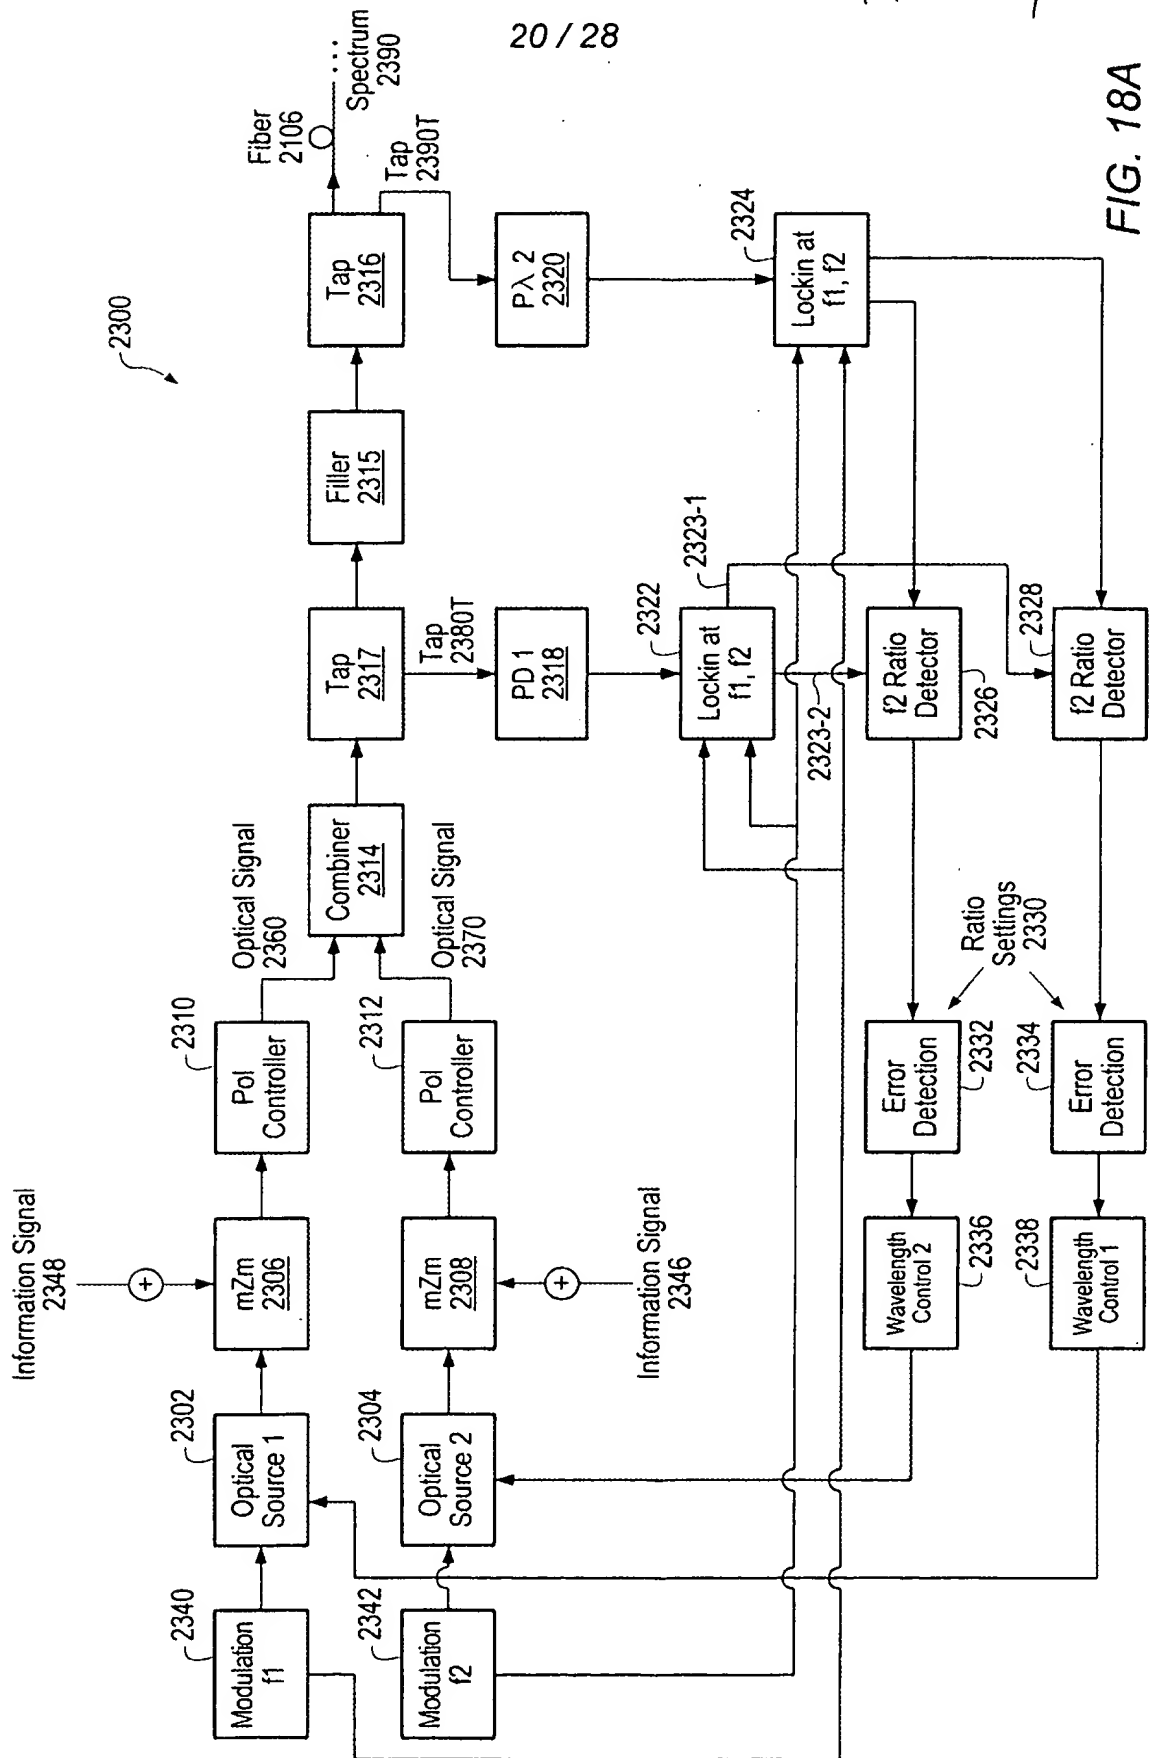 20 / 28
FIG. 18A
2300
Information Signal
2348
+
Modulation
f1
2340
Optical
Source 1
2302
mZm
2306
Pol
Controller
2310
Optical Signal
2360
Modulation
f2
2342
Optical
Source 2
2304
mZm
2308
Pol
Controller
2312
Optical Signal
2370
+
Information Signal
2346
Combiner
2314
Tap
2317
Filler
2315
Tap
2316
Fiber
2106
Spectrum
2390
Tap
2380T
Tap
2390T
PD 1
2318
Pλ 2
2320
Lockin at
f1, f2
2322
2323-1
2323-2
Lockin at
f1, f2
2324
f2 Ratio
Detector
2326
f2 Ratio
Detector
2328
Ratio
Settings
2330
Error
Detection
2332
Error
Detection
2334
Wavelength
Control 2
2336
Wavelength
Control 1
2338